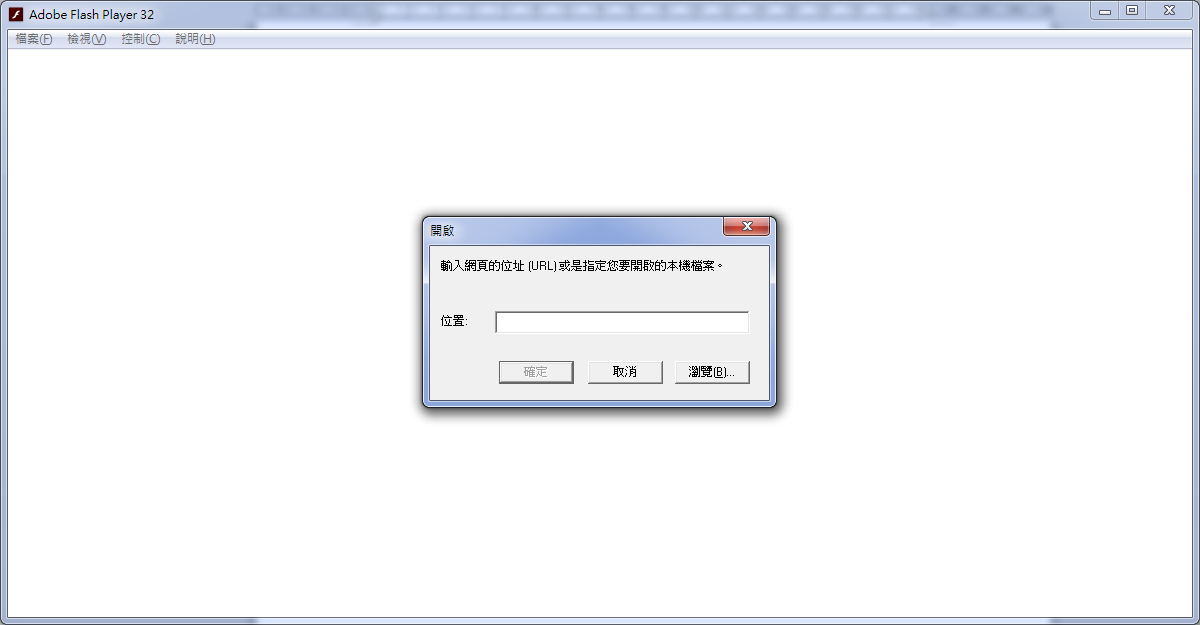 Adobe Flash Player 32
檔案(F) 檢視(V) 控制(C) 說明(H)
開啟
輸入網頁的位址 (URL) 或是指定您要開啟的本機檔案。
位置:
確定 取消 瀏覽(B)...